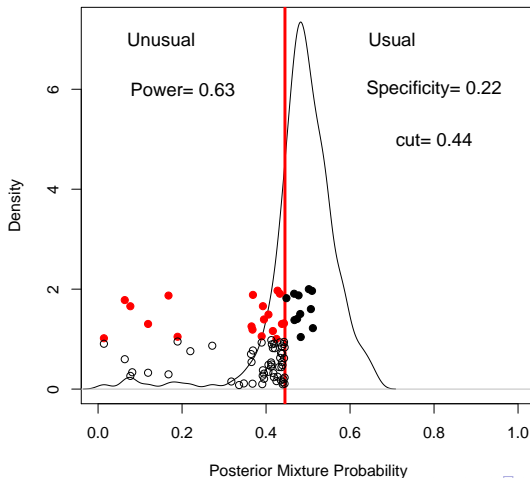 Unusual
Usual
Power= 0.63
Specificity= 0.22
cut= 0.44
Density
0
2
4
6
0.0 0.2 0.4 0.6 0.8 1.0
Posterior Mixture Probability